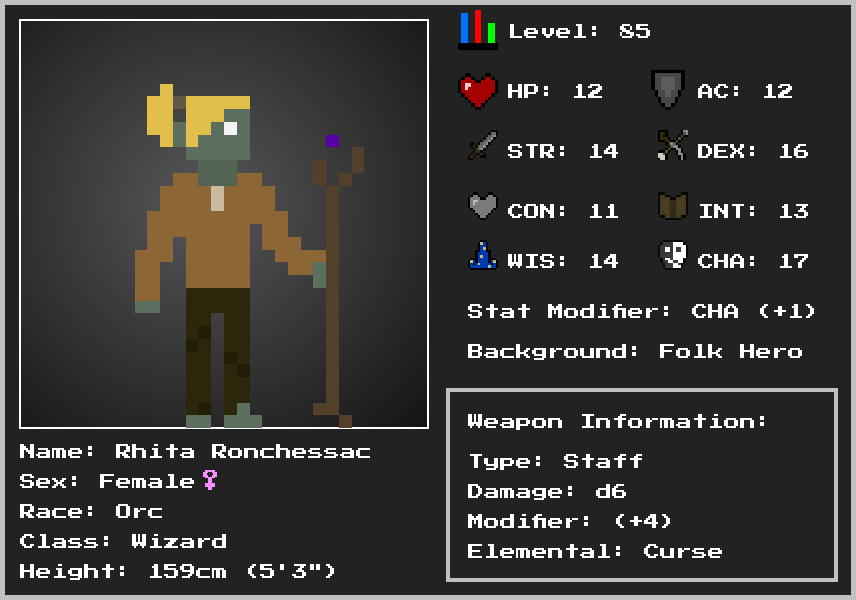 Level: 85
HP: 12
AC: 12
STR: 14
DEX: 16
CON: 11
INT: 13
WIS: 14
CHA: 17
Stat Modifier: CHA (+1)
Background: Folk Hero
Weapon Information:
Type: Staff
Damage: d6
Modifier: (+4)
Elemental: Curse
Name: Rhita Ronchessac
Sex: Female♀
Race: Orc
Class: Wizard
Height: 159cm (5'3")